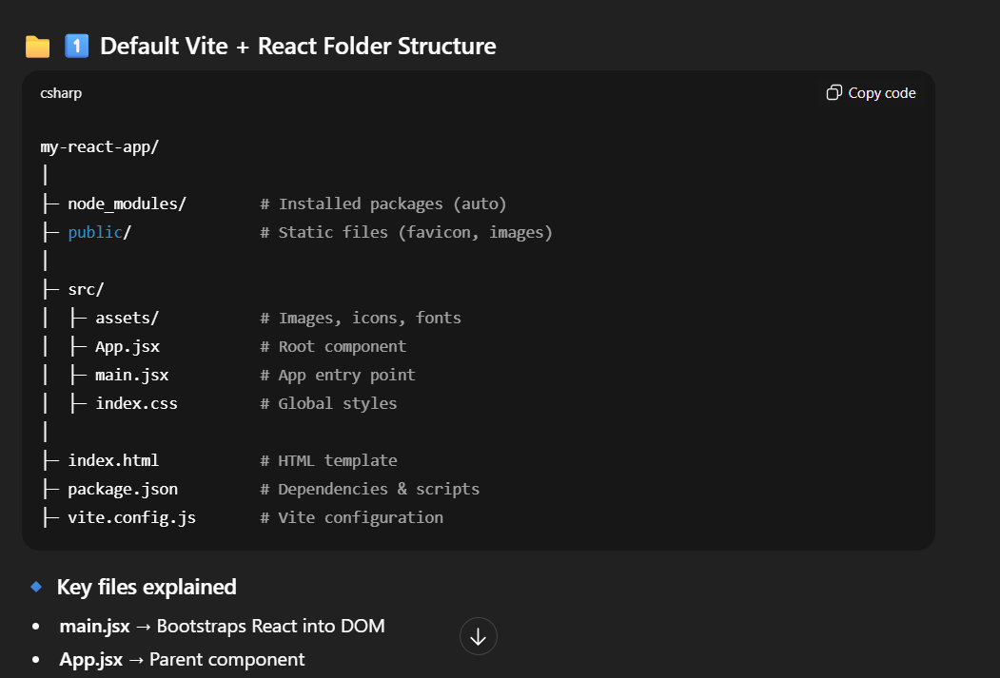 📁 1️⃣ Default Vite + React Folder Structure
csharp
Copy code
my-react-app/
│
├─ node_modules/        # Installed packages (auto)
├─ public/              # Static files (favicon, images)
│
├─ src/
│  ├─ assets/           # Images, icons, fonts
│  ├─ App.jsx           # Root component
│  ├─ main.jsx          # App entry point
│  ├─ index.css         # Global styles
│
├─ index.html           # HTML template
├─ package.json         # Dependencies & scripts
├─ vite.config.js       # Vite configuration
🔹 Key files explained
• main.jsx → Bootstraps React into DOM
• App.jsx → Parent component